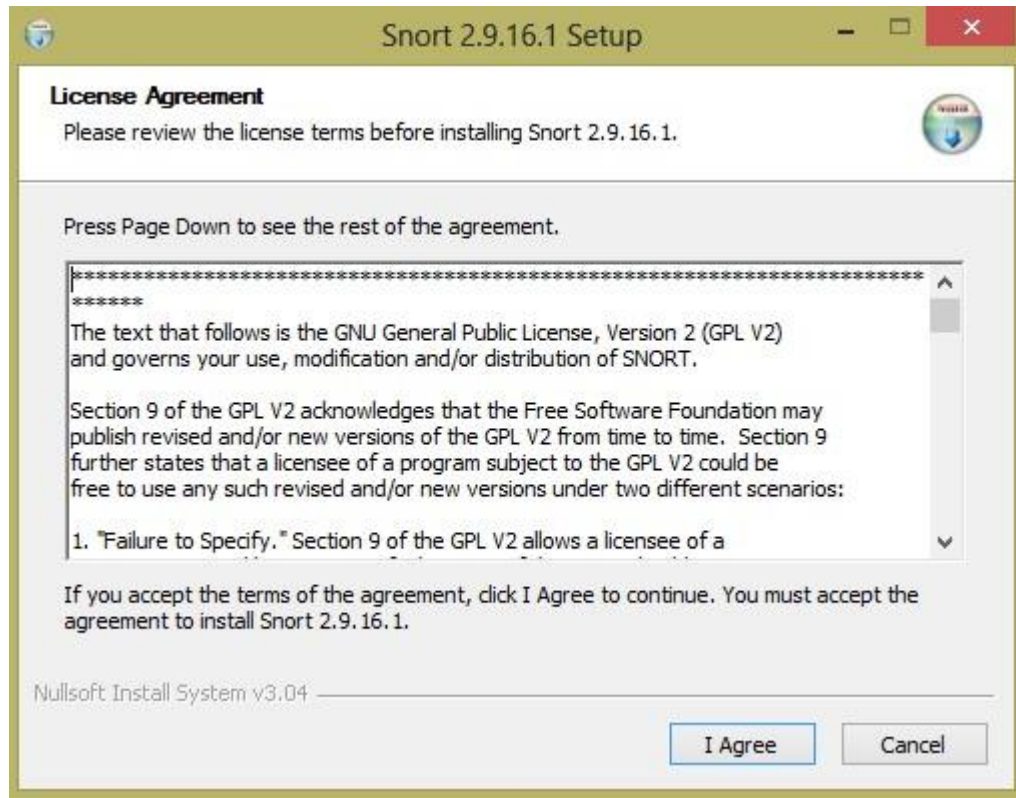 Snort 2.9.16.1 Setup
License Agreement
Please review the license terms before installing Snort 2.9.16.1.
Press Page Down to see the rest of the agreement.
***********************************************************************
******
The text that follows is the GNU General Public License, Version 2 (GPL V2)
and governs your use, modification and/or distribution of SNORT.
Section 9 of the GPL V2 acknowledges that the Free Software Foundation may
publish revised and/or new versions of the GPL V2 from time to time.  Section 9
further states that a licensee of a program subject to the GPL V2 could be
free to use any such revised and/or new versions under two different scenarios:
1. "Failure to Specify." Section 9 of the GPL V2 allows a licensee of a
If you accept the terms of the agreement, click I Agree to continue. You must accept the
agreement to install Snort 2.9.16.1.
Nullsoft Install System v3.04
I Agree
Cancel